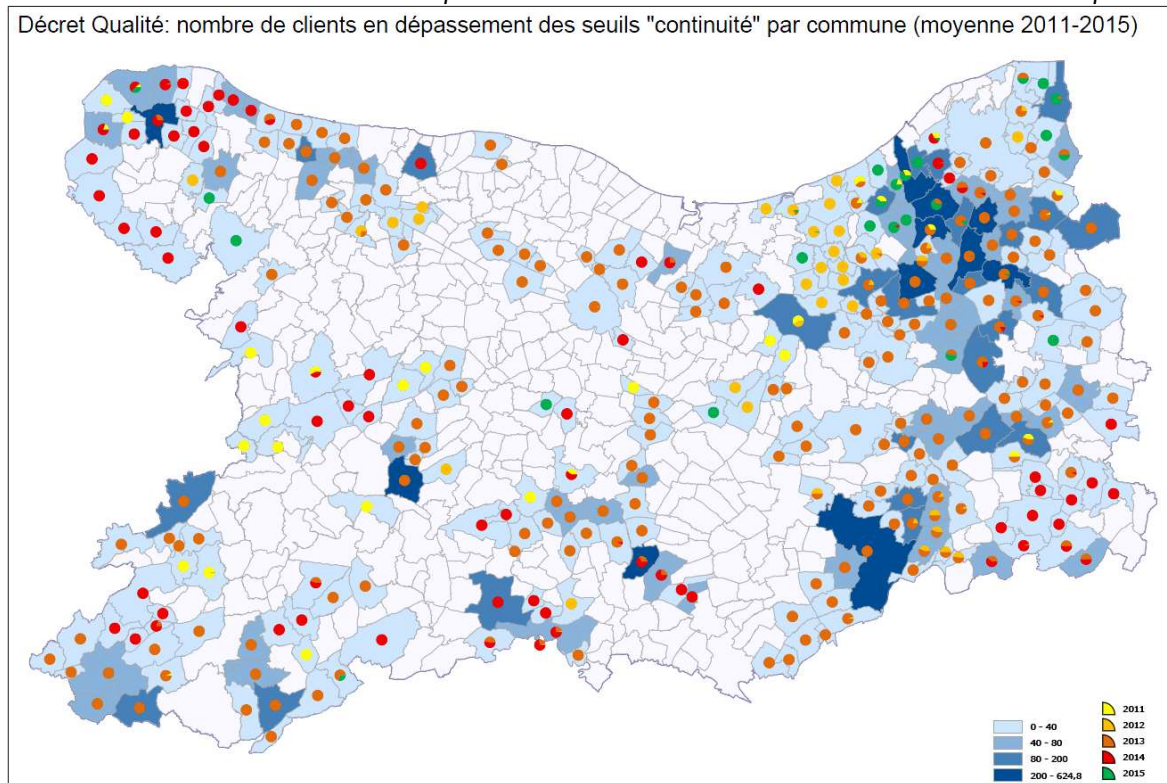 Décret Qualité: nombre de clients en dépassement des seuils "continuité" par commune (moyenne 2011-2015)
0 - 40
40 - 80
80 - 200
200 - 624,8
2011
2012
2013
2014
2015